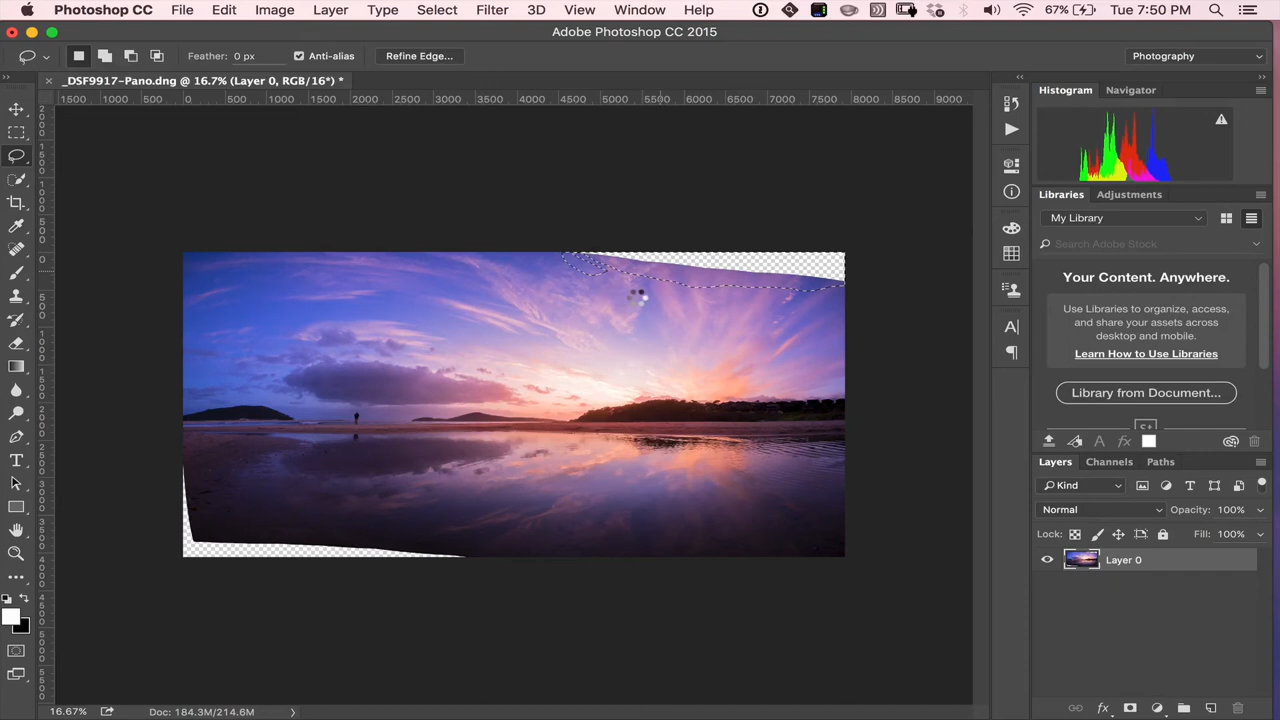 Photoshop CC File Edit Image Layer Type Select Filter 3D View Window Help 67% Tue 7:50 PM
Adobe Photoshop CC 2015
Feather: 0 px Anti-alias Refine Edge... Photography
_DSF9917-Pano.dng @ 16.7% (Layer 0, RGB/16*) *
1500 1000 500 0 500 1000 1500 2000 2500 3000 3500 4000 4500 5000 5500 6000 6500 7000 7500 8000 8500 9000
Histogram Navigator
Libraries Adjustments
My Library
Search Adobe Stock
Your Content. Anywhere.
Use Libraries to organize, access,
and share your assets across
desktop and mobile.
Learn How to Use Libraries
Library from Document...
Layers Channels Paths
Kind
Normal Opacity: 100%
Lock: Fill: 100%
Layer 0
16.67% Doc: 184.3M/214.6M